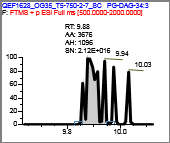 QEF1628_OG35_T5-750-2-7_SC PG-OAG-34:3
F: FTMS + p ESI Full ms [500.0000-2000.0000]
RT: 9.88
AA: 3676
AH: 1096
SN: 2.12E+016
9.94
10.03
100
80
60
40
20
0
9.8
10.0